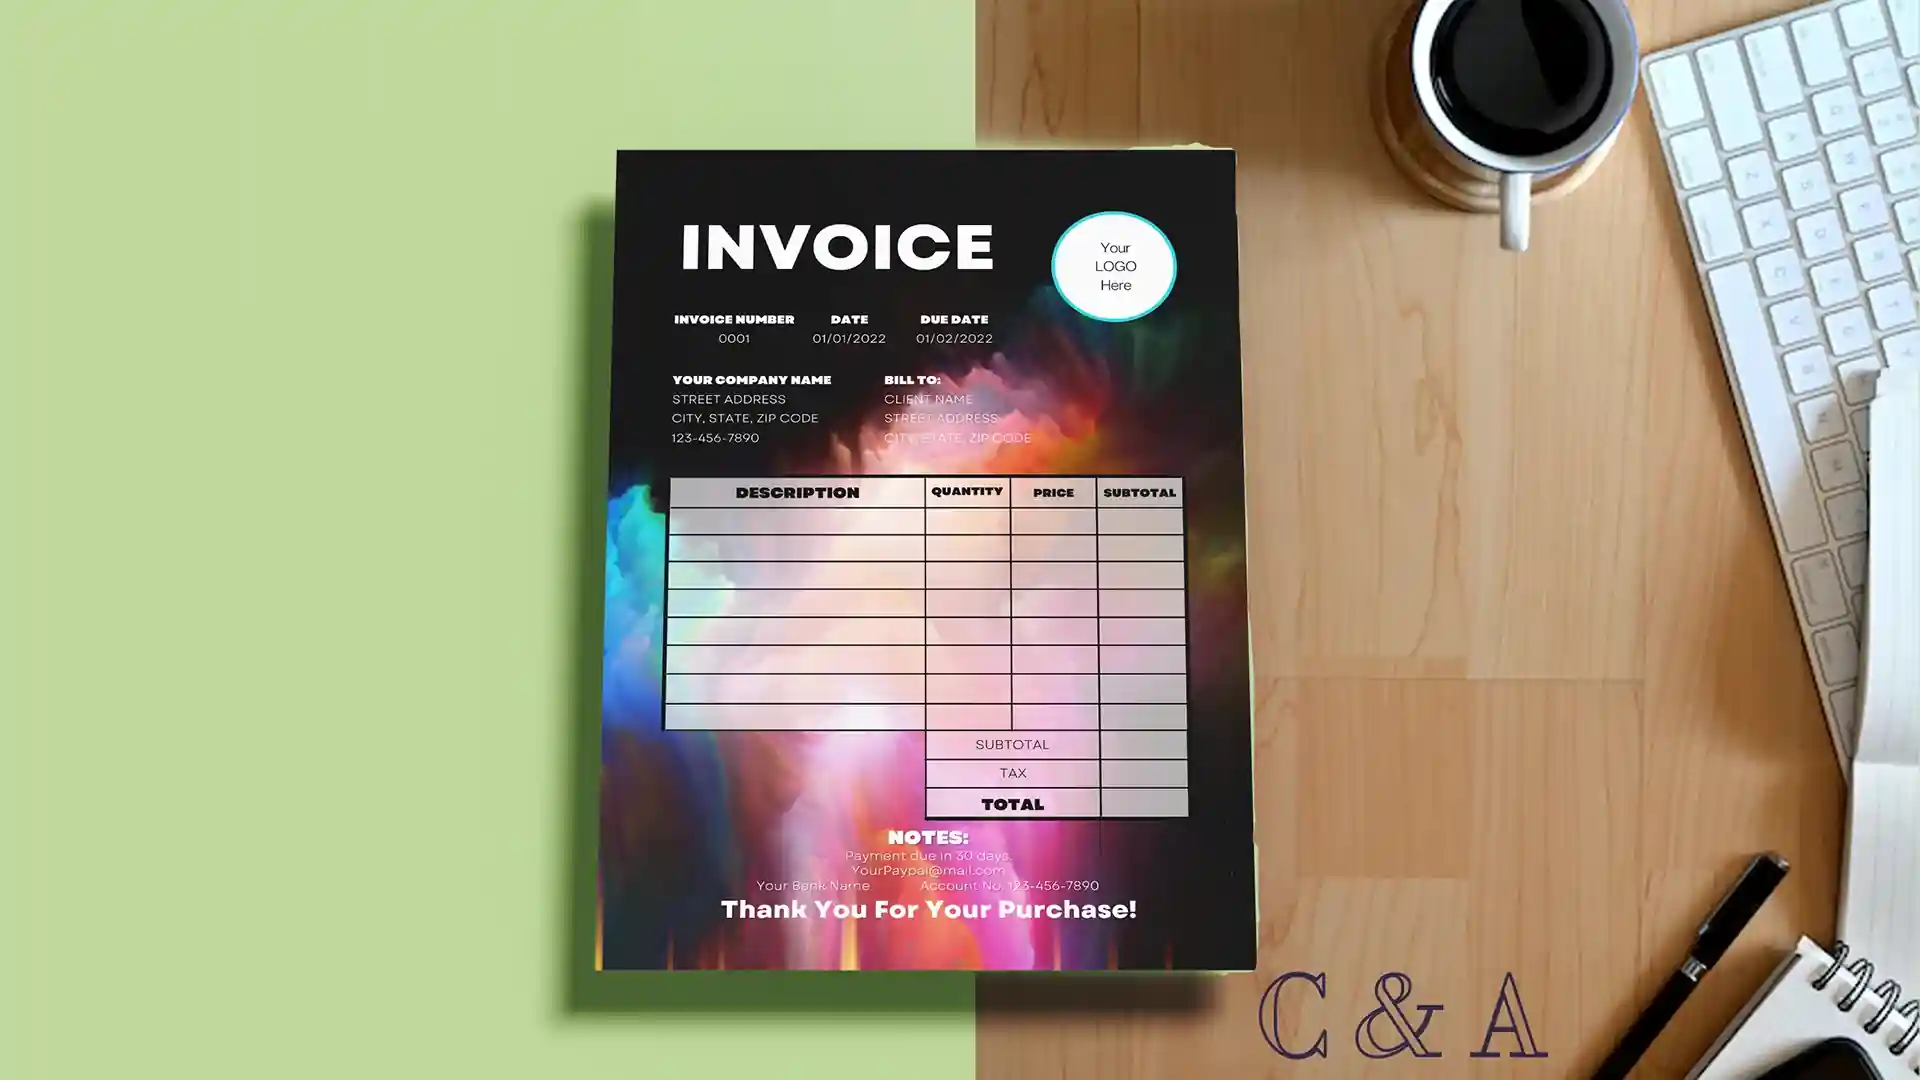 INVOICE
Your
LOGO
Here
INVOICE NUMBER DATE DUE DATE
0001 01/01/2022 01/02/2022
YOUR COMPANY NAME BILL TO:
STREET ADDRESS CLIENT NAME
CITY, STATE, ZIP CODE STREET ADDRESS
123-456-7890 CITY, STATE, ZIP CODE
DESCRIPTION QUANTITY PRICE SUBTOTAL
SUBTOTAL
TAX
TOTAL
NOTES:
Payment due in 30 days.
YourPaypal@mail.com
Your Bank Name Account No. 123-456-7890
Thank You For Your Purchase!
C & A